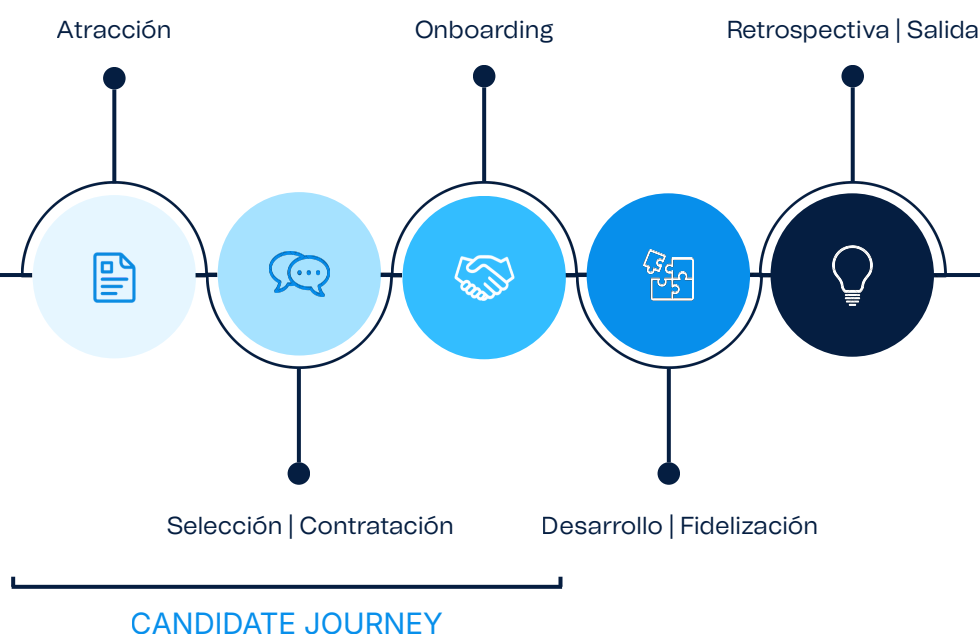 Atracción
Onboarding
Retrospectiva | Salida
Selección | Contratación
Desarrollo | Fidelización
CANDIDATE JOURNEY